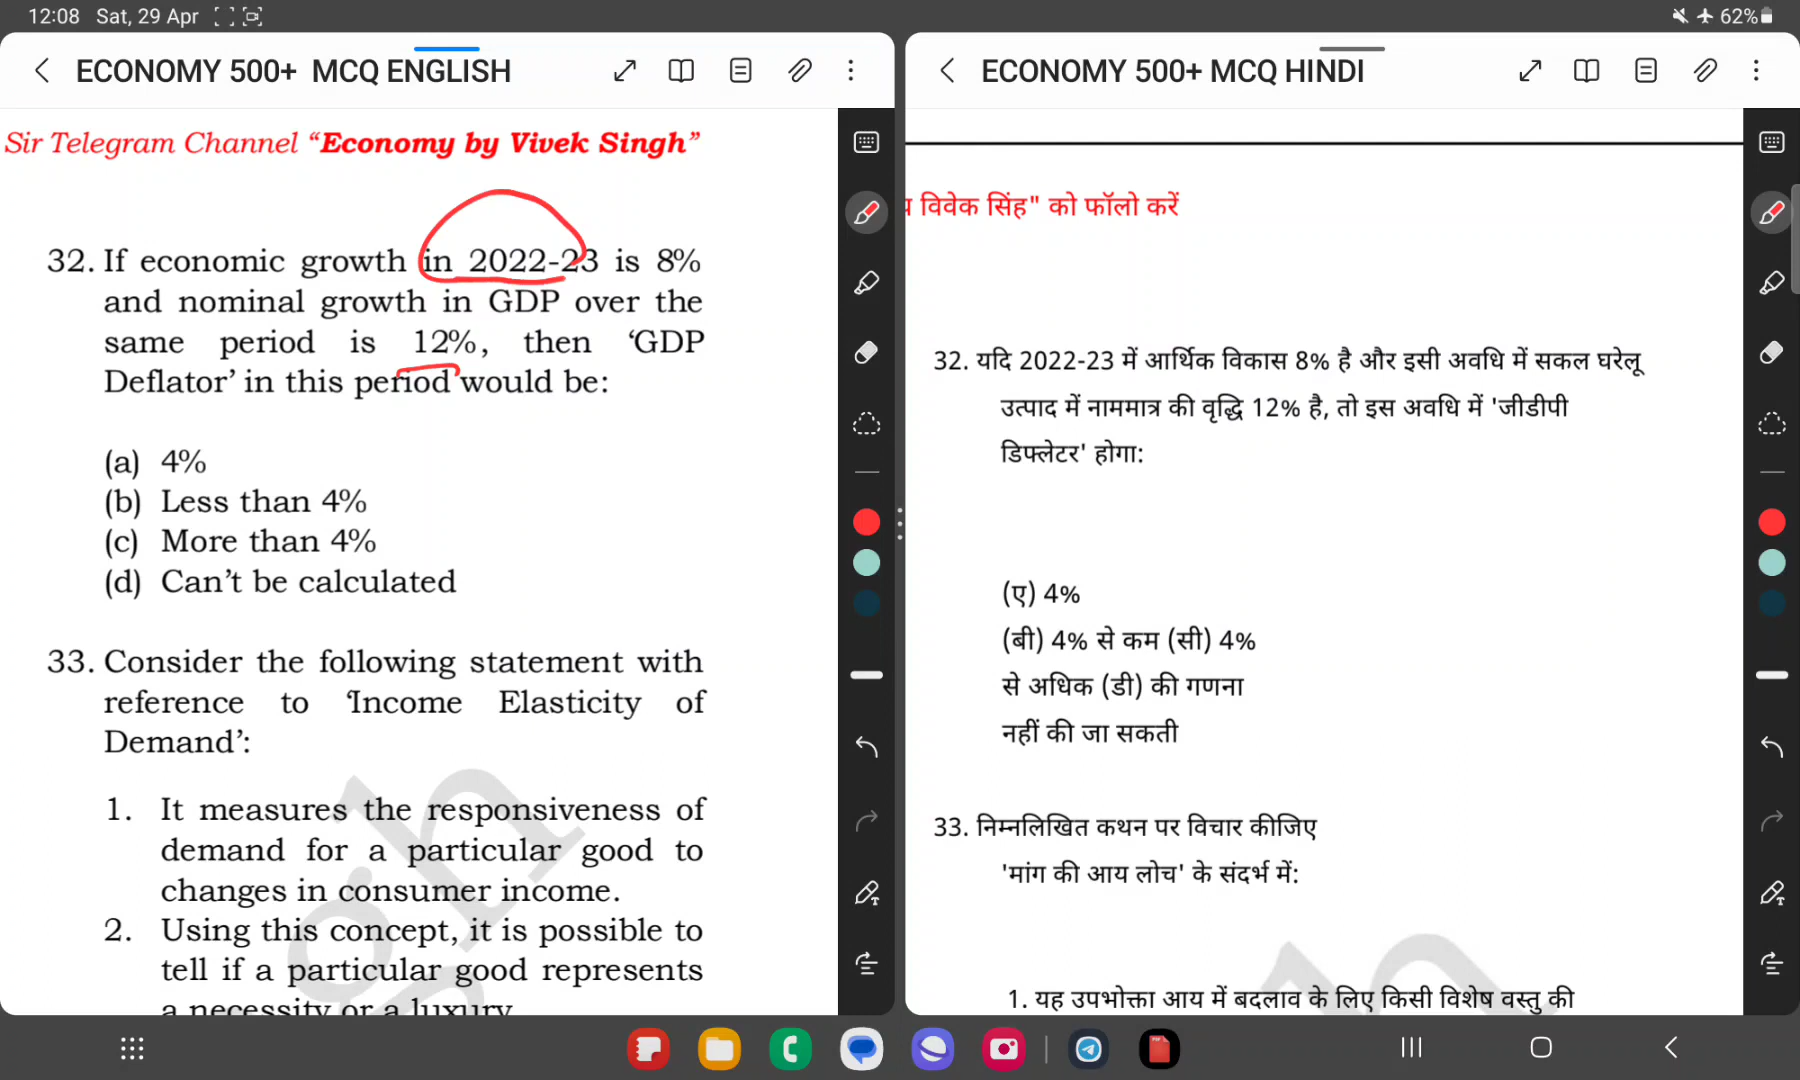 12:08 Sat, 29 Apr
62%
ECONOMY 500+ MCQ ENGLISH
Sir Telegram Channel “Economy by Vivek Singh”
32. If economic growth in 2022-23 is 8%
and nominal growth in GDP over the
same period is 12%, then ‘GDP
Deflator’ in this period would be:
(a) 4%
(b) Less than 4%
(c) More than 4%
(d) Can’t be calculated
33. Consider the following statement with
reference to ‘Income Elasticity of
Demand’:
1. It measures the responsiveness of
demand for a particular good to
changes in consumer income.
2. Using this concept, it is possible to
tell if a particular good represents
a necessity or a luxury
gh
ECONOMY 500+ MCQ HINDI
विवेक सिंह" को फॉलो करें
32. यदि 2022-23 में आर्थिक विकास 8% है और इसी अवधि में सकल घरेलू
उत्पाद में नाममात्र की वृद्धि 12% है, तो इस अवधि में 'जीडीपी
डिफ्लेटर' होगा:
(ए) 4%
(बी) 4% से कम (सी) 4%
से अधिक (डी) की गणना
नहीं की जा सकती
33. निम्नलिखित कथन पर विचार कीजिए
'मांग की आय लोच' के संदर्भ में:
1. यह उपभोक्ता आय में बदलाव के लिए किसी विशेष वस्तु की